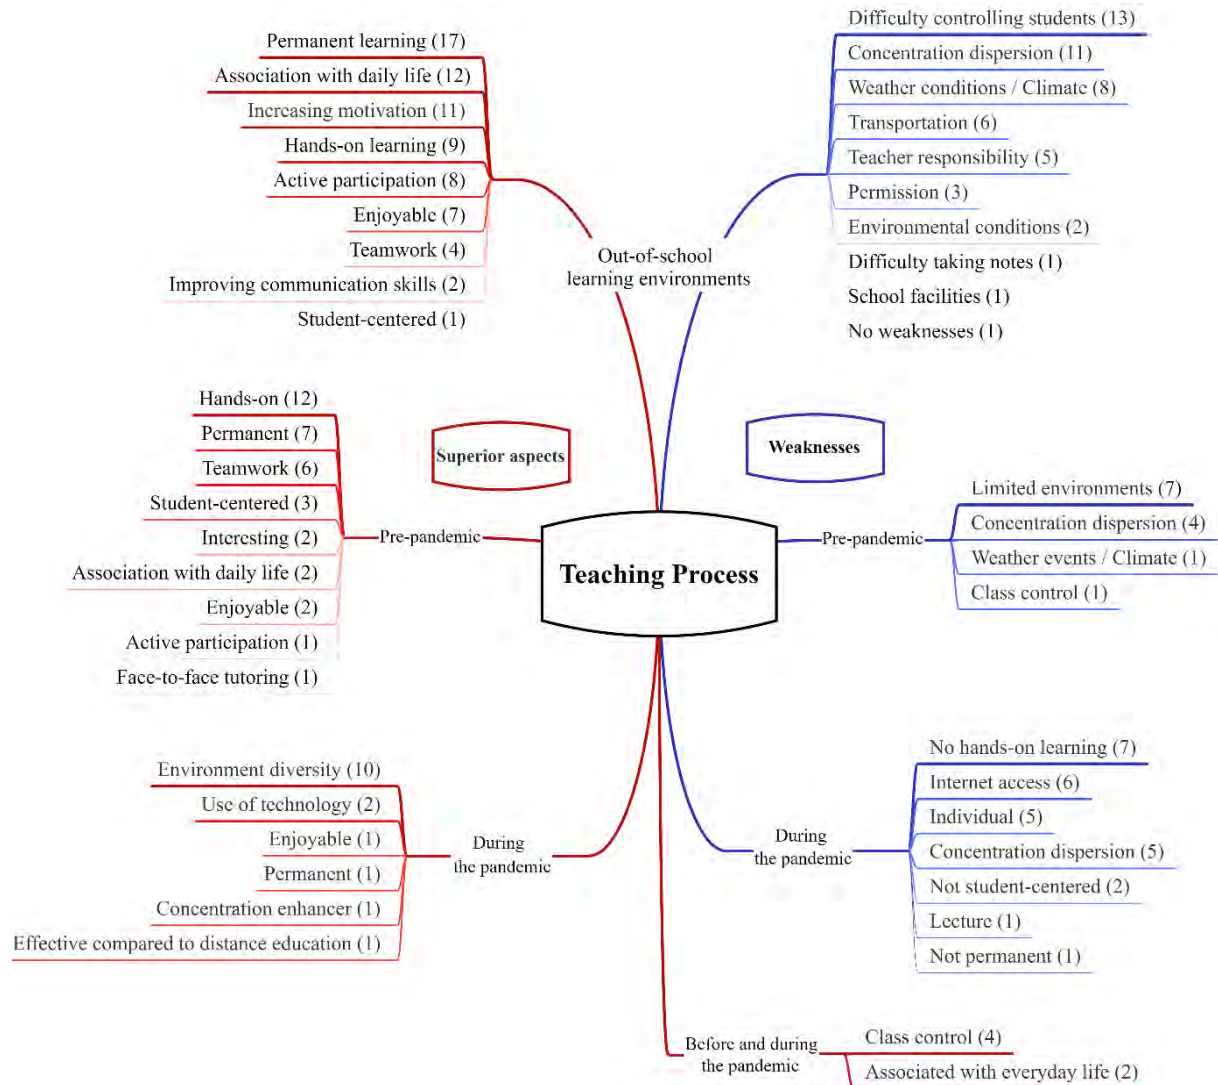 Permanent learning (17)
Association with daily life (12)
Increasing motivation (11)
Hands-on learning (9)
Active participation (8)
Enjoyable (7)
Teamwork (4)
Improving communication skills (2)
Student-centered (1)
Out-of-school
learning environments
Difficulty controlling students (13)
Concentration dispersion (11)
Weather conditions / Climate (8)
Transportation (6)
Teacher responsibility (5)
Permission (3)
Environmental conditions (2)
Difficulty taking notes (1)
School facilities (1)
No weaknesses (1)
Hands-on (12)
Permanent (7)
Teamwork (6)
Student-centered (3)
Interesting (2)
Association with daily life (2)
Enjoyable (2)
Active participation (1)
Face-to-face tutoring (1)
Pre-pandemic
Superior aspects
Weaknesses
Teaching Process
Pre-pandemic
Limited environments (7)
Concentration dispersion (4)
Weather events / Climate (1)
Class control (1)
Environment diversity (10)
Use of technology (2)
Enjoyable (1)
Permanent (1)
Concentration enhancer (1)
Effective compared to distance education (1)
During
the pandemic
During
the pandemic
No hands-on learning (7)
Internet access (6)
Individual (5)
Concentration dispersion (5)
Not student-centered (2)
Lecture (1)
Not permanent (1)
Before and during
the pandemic
Class control (4)
Associated with everyday life (2)